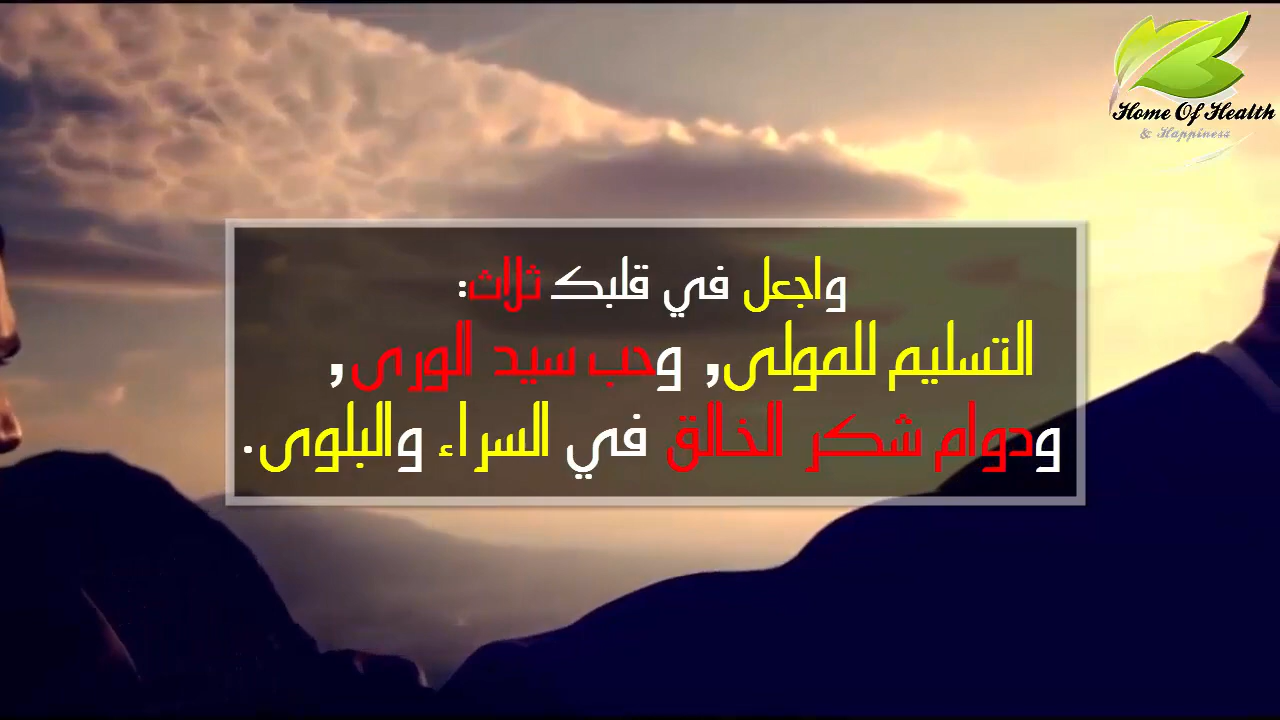 Home Of Health
& Happiness
واجعل في قلبك ثلاث:
التسليم للمولى, وحب سيد الورى,
ودوام شكر الخالق في السراء والبلوى.